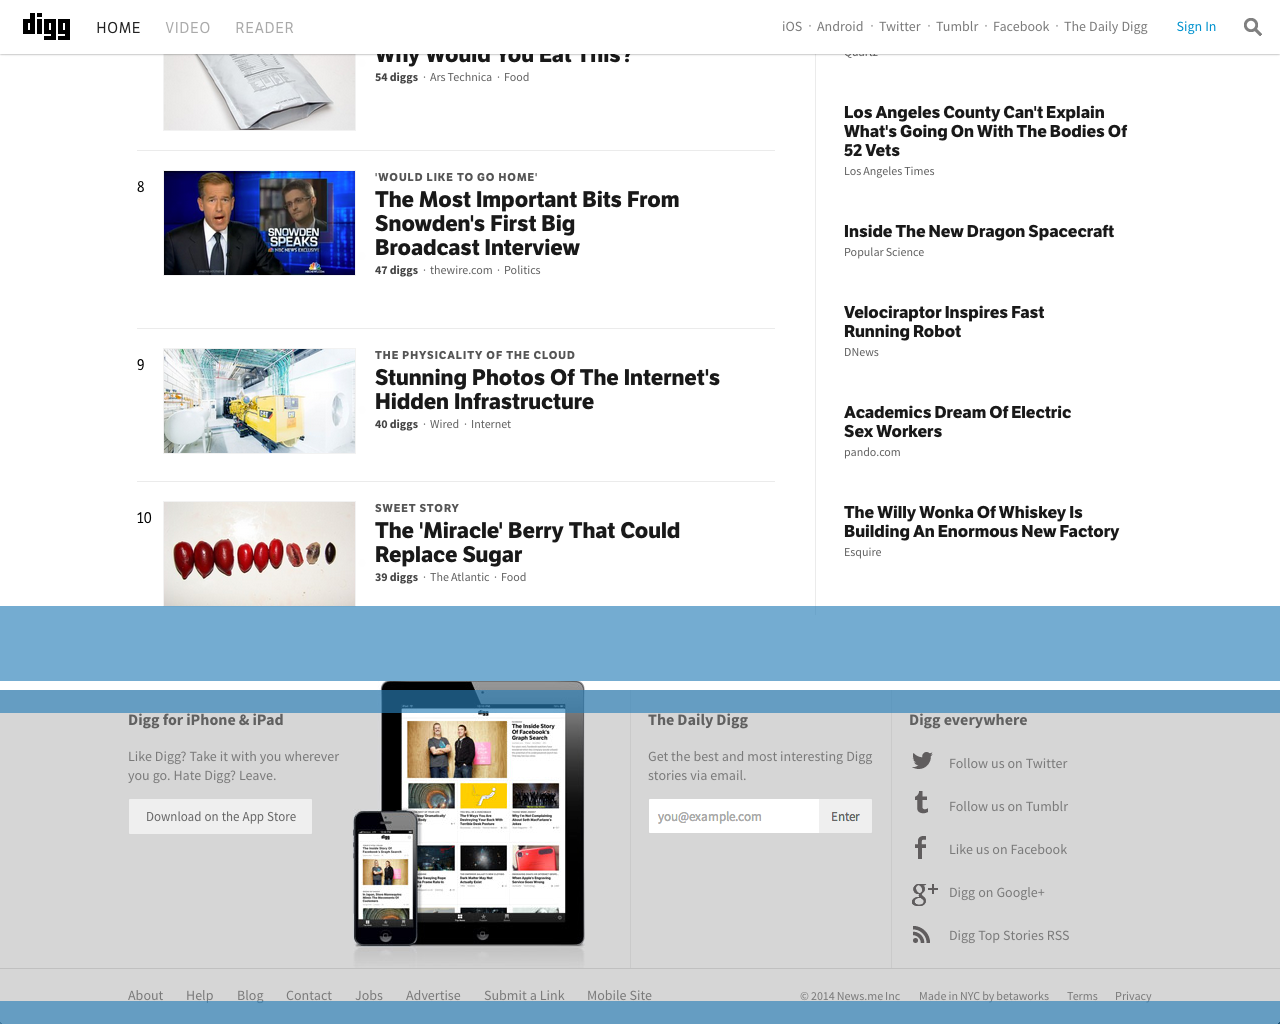 digg HOME VIDEO READER iOS · Android · Twitter · Tumblr · Facebook · The Daily Digg Sign In
Why Would You Eat This?
54 diggs · Ars Technica · Food
8
SNOWDEN
SPEAKS
'WOULD LIKE TO GO HOME'
The Most Important Bits From
Snowden's First Big
Broadcast Interview
47 diggs · thewire.com · Politics
9
THE PHYSICALITY OF THE CLOUD
Stunning Photos Of The Internet's
Hidden Infrastructure
40 diggs · Wired · Internet
10
SWEET STORY
The 'Miracle' Berry That Could
Replace Sugar
39 diggs · The Atlantic · Food
Quartz
Los Angeles County Can't Explain
What's Going On With The Bodies Of
52 Vets
Los Angeles Times
Inside The New Dragon Spacecraft
Popular Science
Velociraptor Inspires Fast
Running Robot
DNews
Academics Dream Of Electric
Sex Workers
pando.com
The Willy Wonka Of Whiskey Is
Building An Enormous New Factory
Esquire
Digg for iPhone & iPad
Like Digg? Take it with you wherever
you go. Hate Digg? Leave.
Download on the App Store
The Inside Story
Of Facebook's
Graph Search
The Daily Digg
Get the best and most interesting Digg
stories via email.
you@example.com Enter
Digg everywhere
Follow us on Twitter
Follow us on Tumblr
Like us on Facebook
Digg on Google+
Digg Top Stories RSS
About Help Blog Contact Jobs Advertise Submit a Link Mobile Site
© 2014 News.me Inc Made in NYC by betaworks Terms Privacy